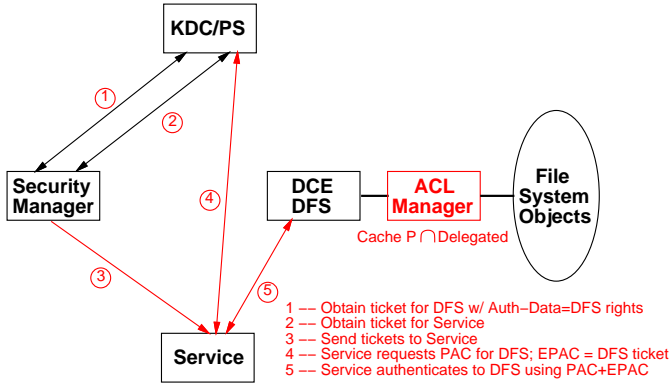 KDC/PS
1
2
Security
Manager
4
DCE
DFS
ACL
Manager
File
System
Objects
Cache P ∩ Delegated
3
5
Service
1 –– Obtain ticket for DFS w/ Auth–Data=DFS rights
2 –– Obtain ticket for Service
3 –– Send tickets to Service
4 –– Service requests PAC for DFS; EPAC = DFS ticket
5 –– Service authenticates to DFS using PAC+EPAC